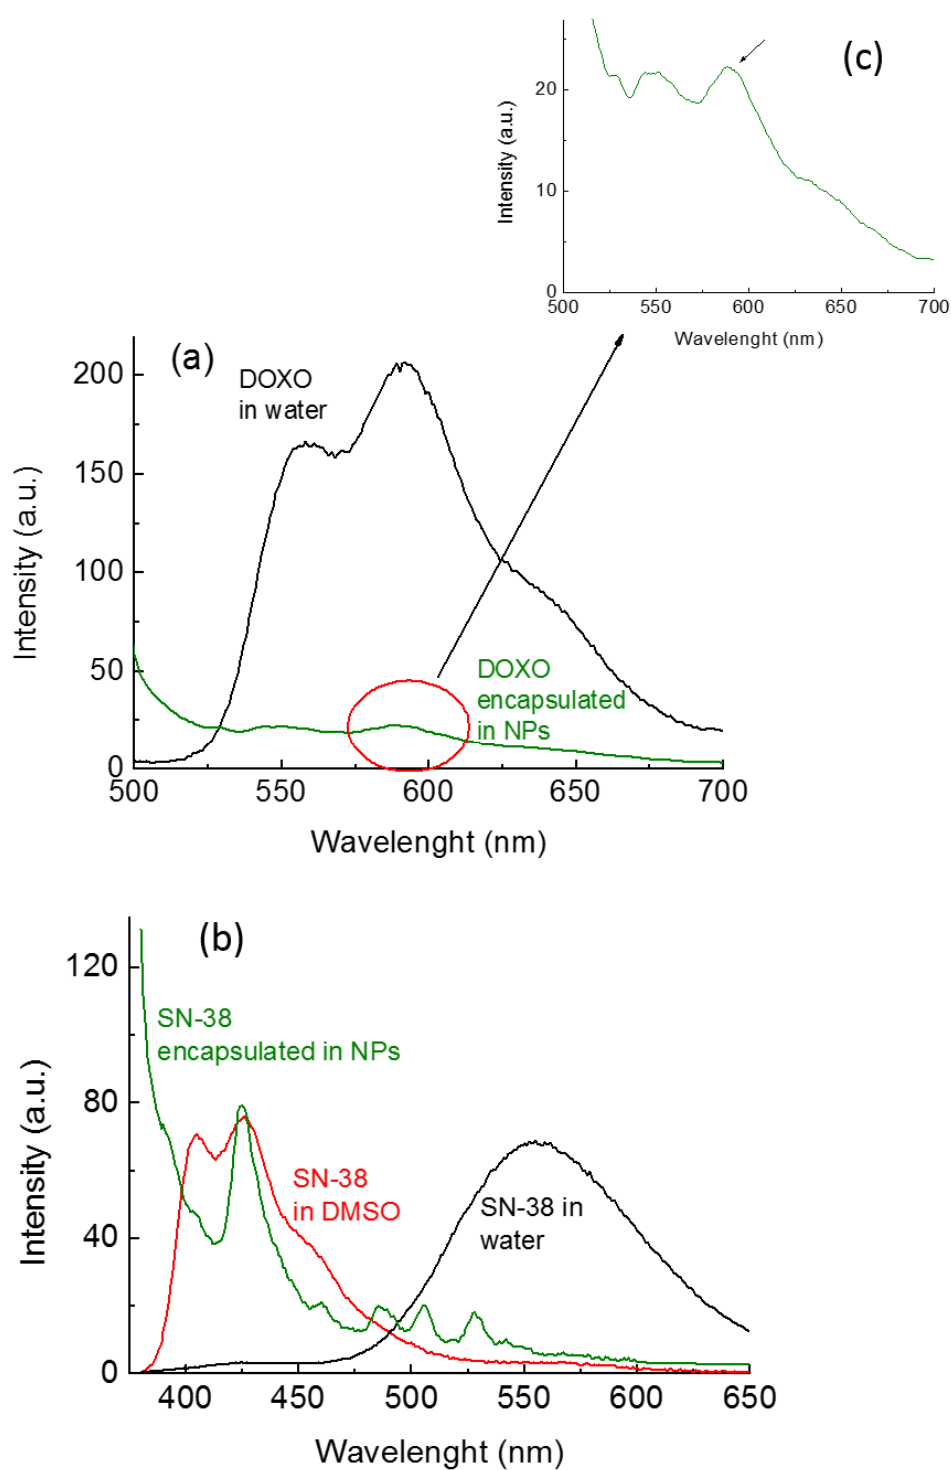 (c)
20
10
0
Intensity (a.u.)
500 550 600 650 700
Wavelenght (nm)
(a)
DOXO
in water
200
150
100
50
0
Intensity (a.u.)
DOXO
encapsulated
in NPs
500 550 600 650 700
Wavelenght (nm)
(b)
120
80
40
0
Intensity (a.u.)
SN-38
encapsulated in NPs
SN-38
in DMSO
SN-38 in
water
400 450 500 550 600 650
Wavelenght (nm)